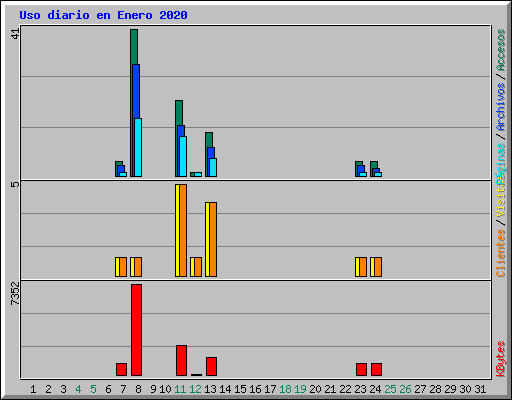 Uso diario en Enero 2020
41
5
7352
Accesos / Archivos / Páginas
Clientes / Visitas
KBytes
1 2 3 4 5 6 7 8 9 10 11 12 13 14 15 16 17 18 19 20 21 22 23 24 25 26 27 28 29 30 31